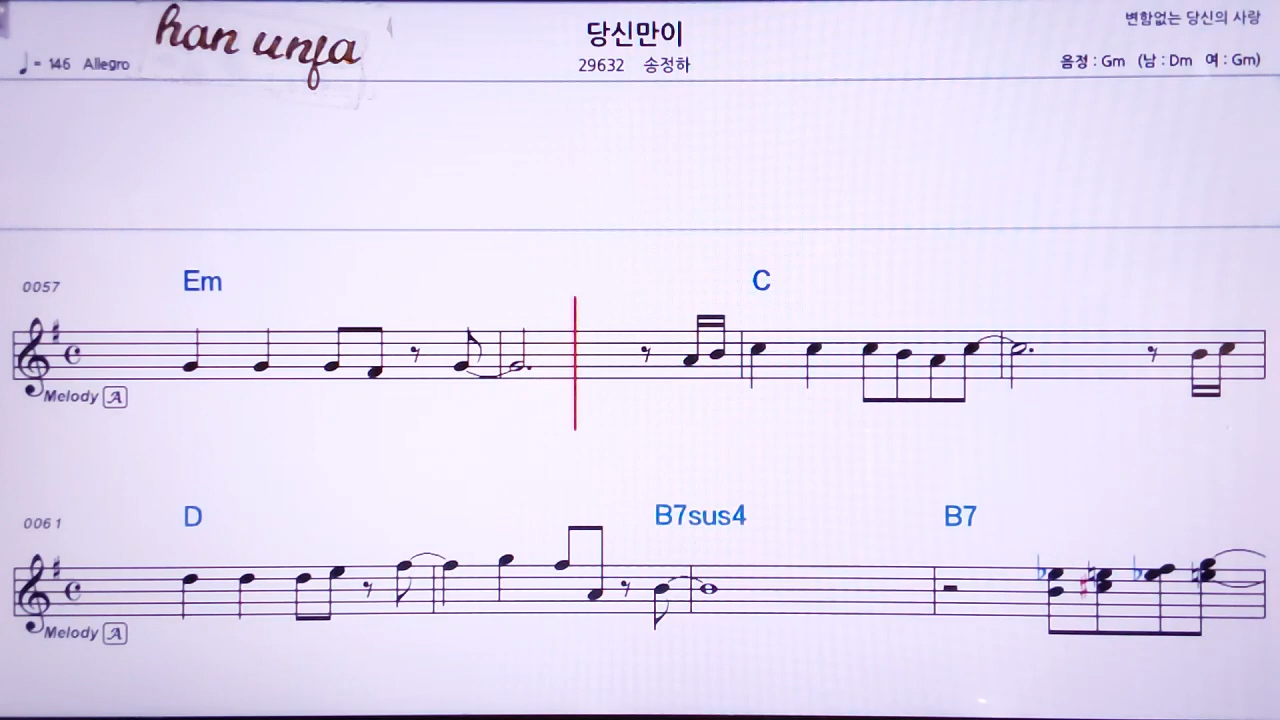 han unfa
당신만이
변함없는 당신의 사랑
♩ = 146 Allegro
29632 송정하
음정 : Gm (남 : Dm 여 : Gm)
0057
Em
C
Melody A
0061
D
B7sus4
B7
Melody A